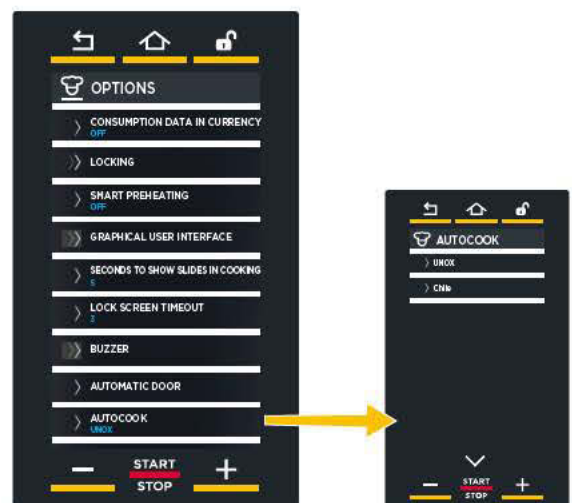 OPTIONS
CONSUMPTION DATA IN CURRENCY
OFF
LOCKING
SMART PREHEATING
OFF
GRAPHICAL USER INTERFACE
SECONDS TO SHOW SLIDES IN COOKING
5
LOCK SCREEN TIMEOUT
3
BUZZER
AUTOMATIC DOOR
AUTOCOOK
UNOX
START
STOP
AUTOCOOK
UNOX
Chile
START
STOP